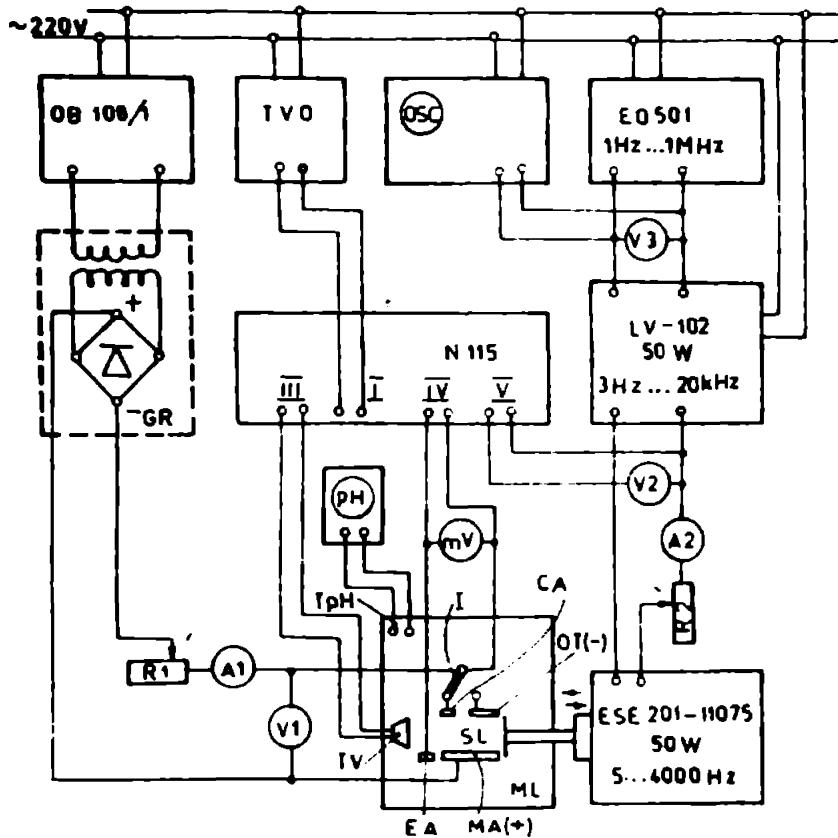 ~220V
OB 108/1
TVO
OSC
EO501
1Hz...1MHz
V3
+
N 115
LV-102
50W
3Hz...20kHz
III
I
IV
V
-GR
pH
mV
V2
A2
TpH
I
CA
OT(-)
R1
A1
V1
SL
TV
ML
EA
MA(+)
ESE 201-11075
50W
5...4000 Hz